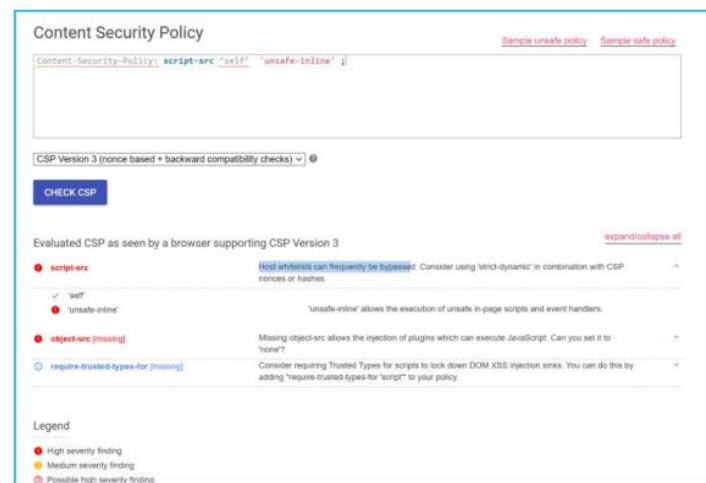 Content Security Policy
Sample unsafe policy Sample safe policy
Content-Security-Policy: script-src 'self' 'unsafe-inline' ;
CSP Version 3 (nonce based + backward compatibility checks)
CHECK CSP
expand/collapse all
Evaluated CSP as seen by a browser supporting CSP Version 3
script-src Host whitelists can frequently be bypassed. Consider using 'strict-dynamic' in combination with CSP
nonces or hashes.
'self'
'unsafe-inline' 'unsafe-inline' allows the execution of unsafe in-page scripts and event handlers.
object-src [missing] Missing object-src allows the injection of plugins which can execute JavaScript. Can you set it to
'none'?
require-trusted-types-for [missing] Consider requiring Trusted Types for scripts to lock down DOM XSS injection sinks. You can do this by
adding "require-trusted-types-for 'script'" to your policy.
Legend
High severity finding
Medium severity finding
Possible high severity finding